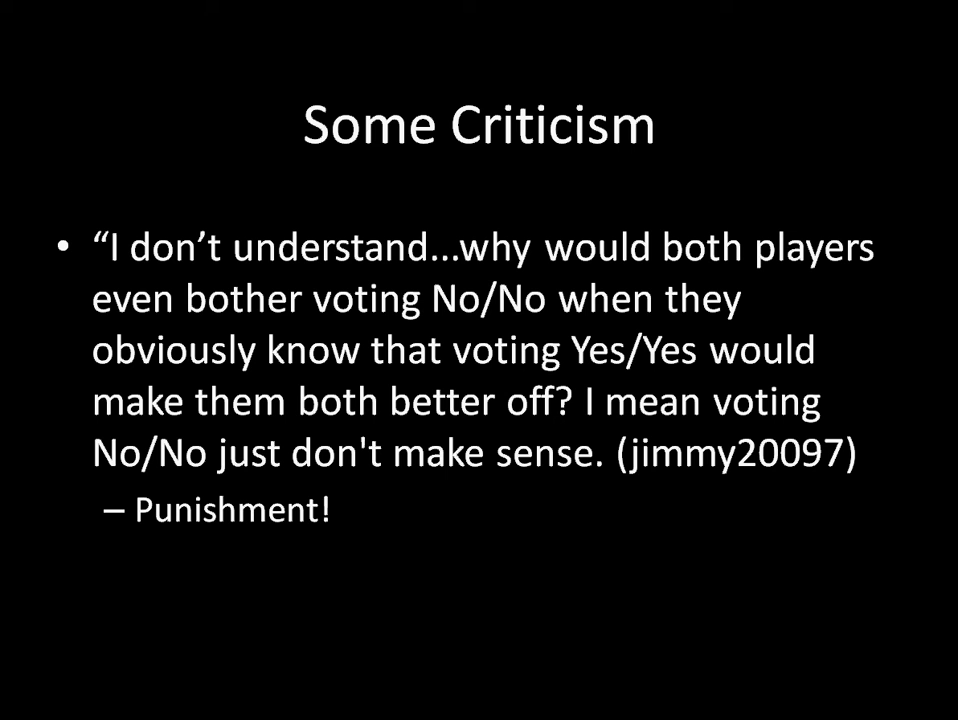 Some Criticism
• “I don’t understand...why would both players
even bother voting No/No when they
obviously know that voting Yes/Yes would
make them both better off? I mean voting
No/No just don't make sense. (jimmy20097)
– Punishment!